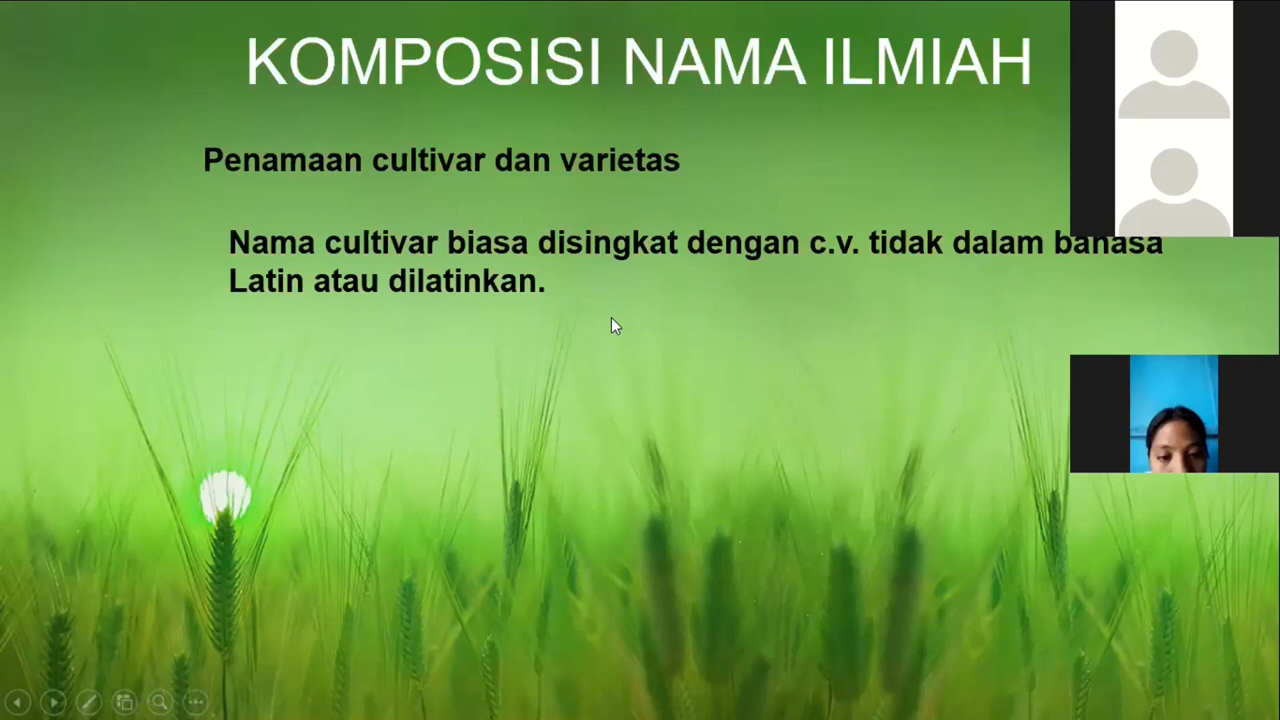 KOMPOSISI NAMA ILMIAH
Penamaan cultivar dan varietas
Nama cultivar biasa disingkat dengan c.v. tidak dalam bahasa
Latin atau dilatinkan.